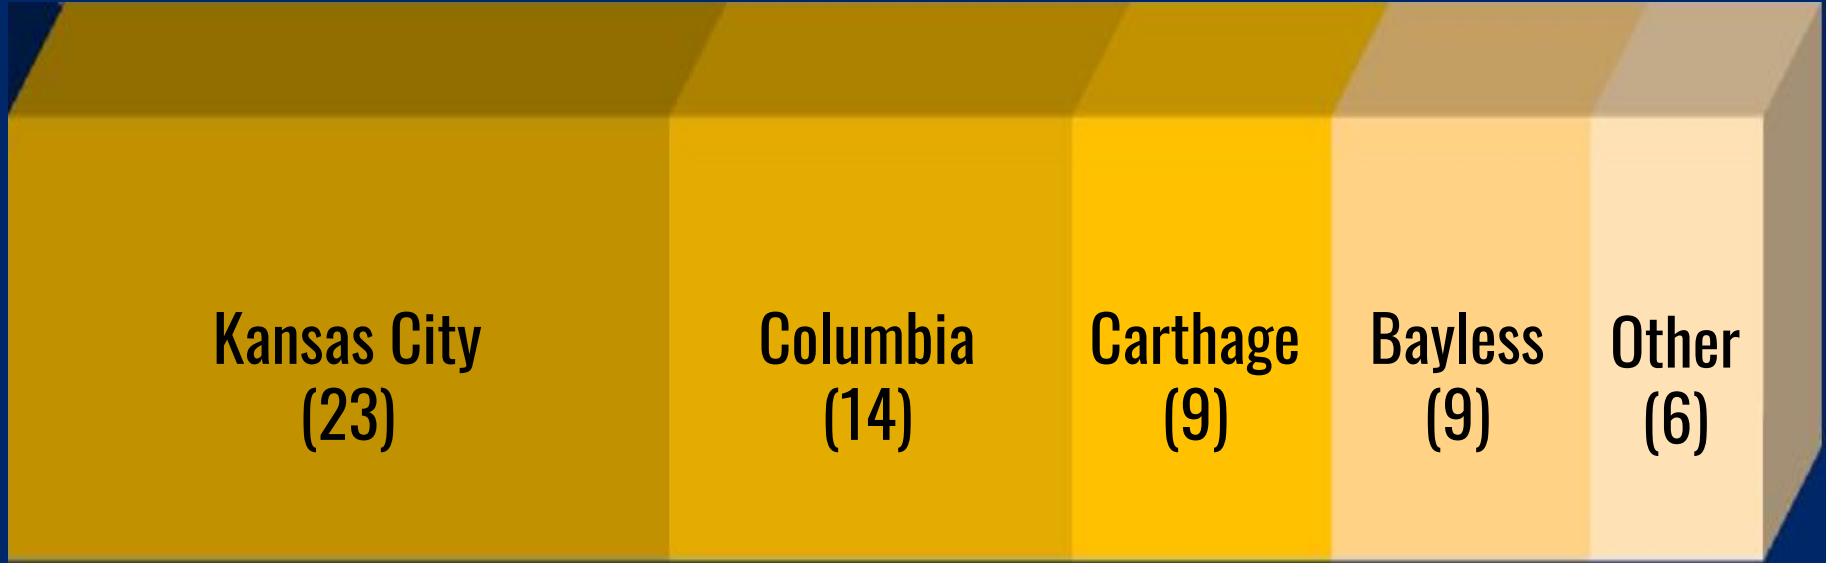 Kansas City
(23)
Columbia
(14)
Carthage
(9)
Bayless
(9)
Other
(6)